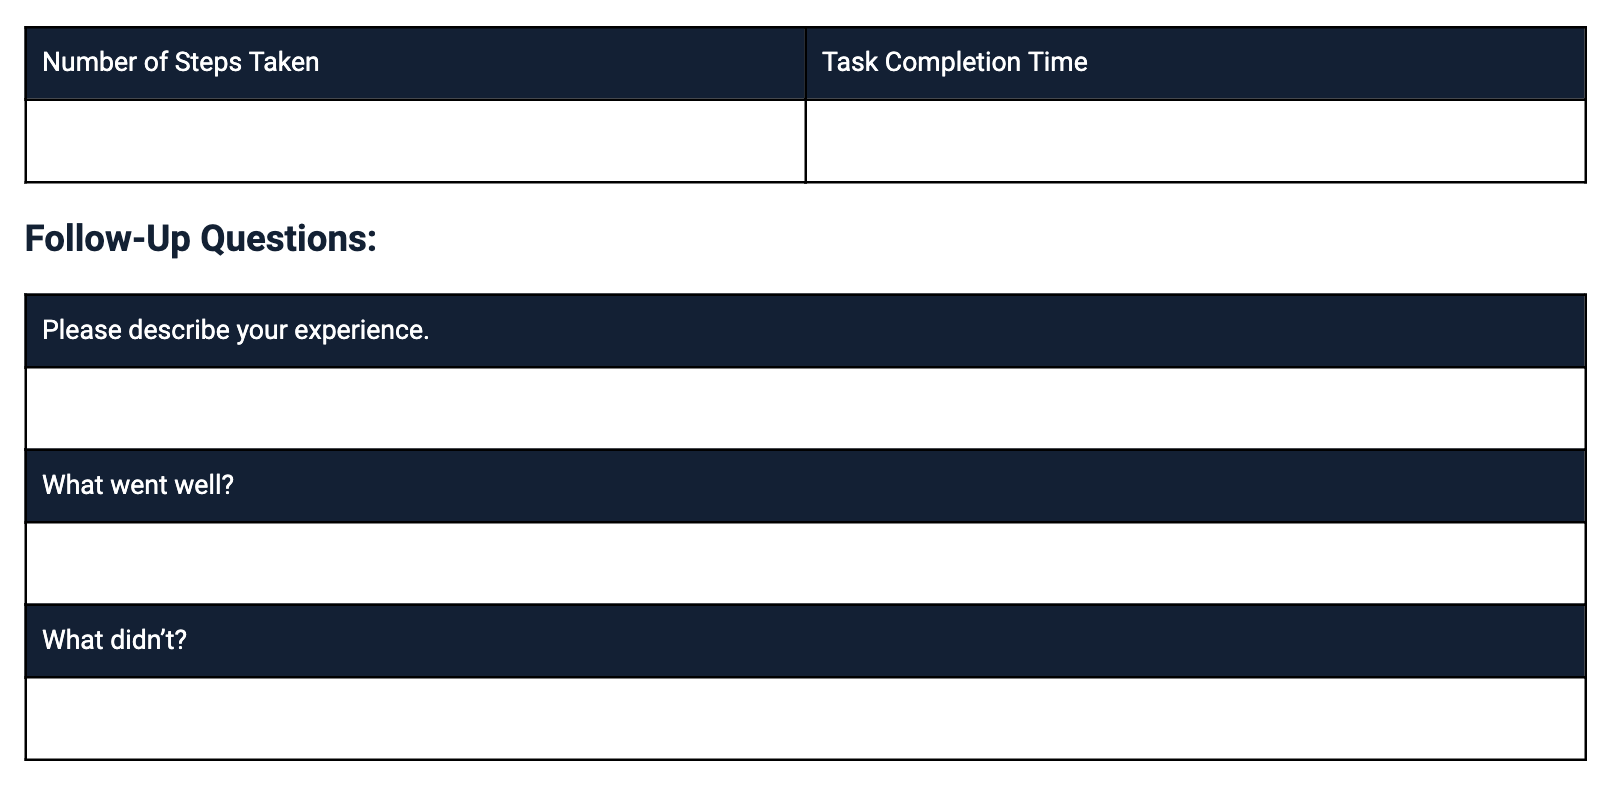 Number of Steps Taken
Task Completion Time
Follow-Up Questions:
Please describe your experience.
What went well?
What didn’t?